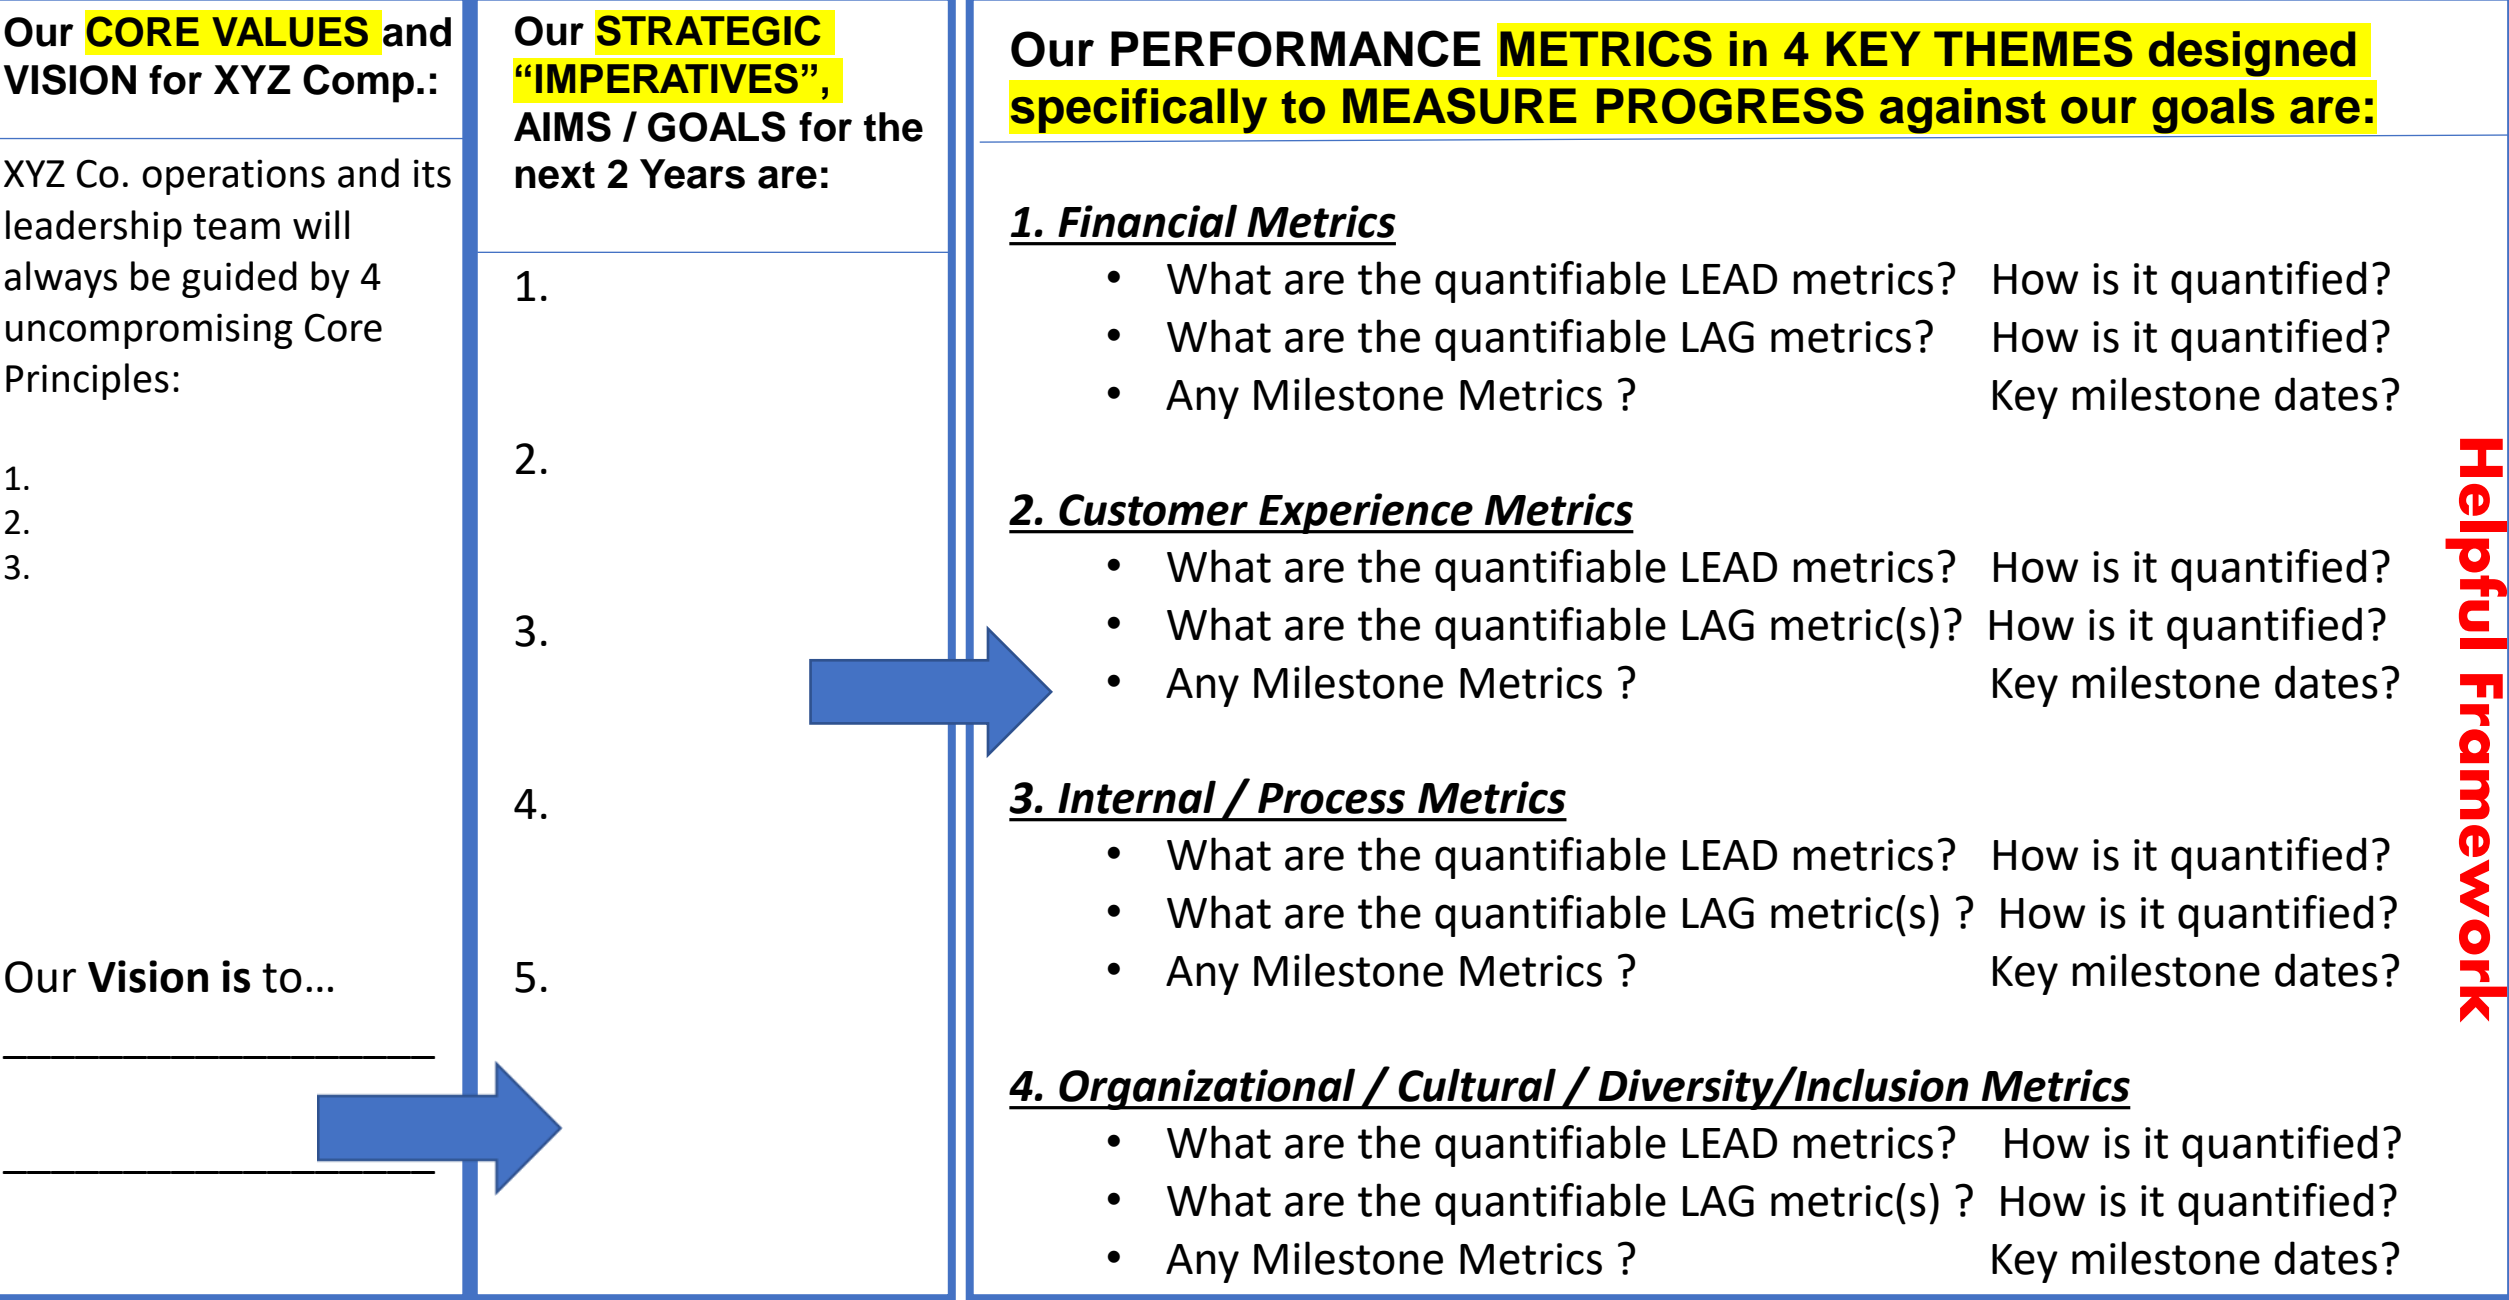 Our CORE VALUES and
VISION for XYZ Comp.:
XYZ Co. operations and its
leadership team will
always be guided by 4
uncompromising Core
Principles:
1.
2.
3.
Our Vision is to…
__________________
__________________
Our STRATEGIC
“IMPERATIVES”,
AIMS / GOALS for the
next 2 Years are:
1.
2.
3.
4.
5.
Our PERFORMANCE METRICS in 4 KEY THEMES designed
specifically to MEASURE PROGRESS against our goals are:
1. Financial Metrics
• What are the quantifiable LEAD metrics? How is it quantified?
• What are the quantifiable LAG metrics? How is it quantified?
• Any Milestone Metrics ? Key milestone dates?
2. Customer Experience Metrics
• What are the quantifiable LEAD metrics? How is it quantified?
• What are the quantifiable LAG metric(s)? How is it quantified?
• Any Milestone Metrics ? Key milestone dates?
3. Internal / Process Metrics
• What are the quantifiable LEAD metrics? How is it quantified?
• What are the quantifiable LAG metric(s) ? How is it quantified?
• Any Milestone Metrics ? Key milestone dates?
4. Organizational / Cultural / Diversity/Inclusion Metrics
• What are the quantifiable LEAD metrics? How is it quantified?
• What are the quantifiable LAG metric(s) ? How is it quantified?
• Any Milestone Metrics ? Key milestone dates?
Helpful Framework